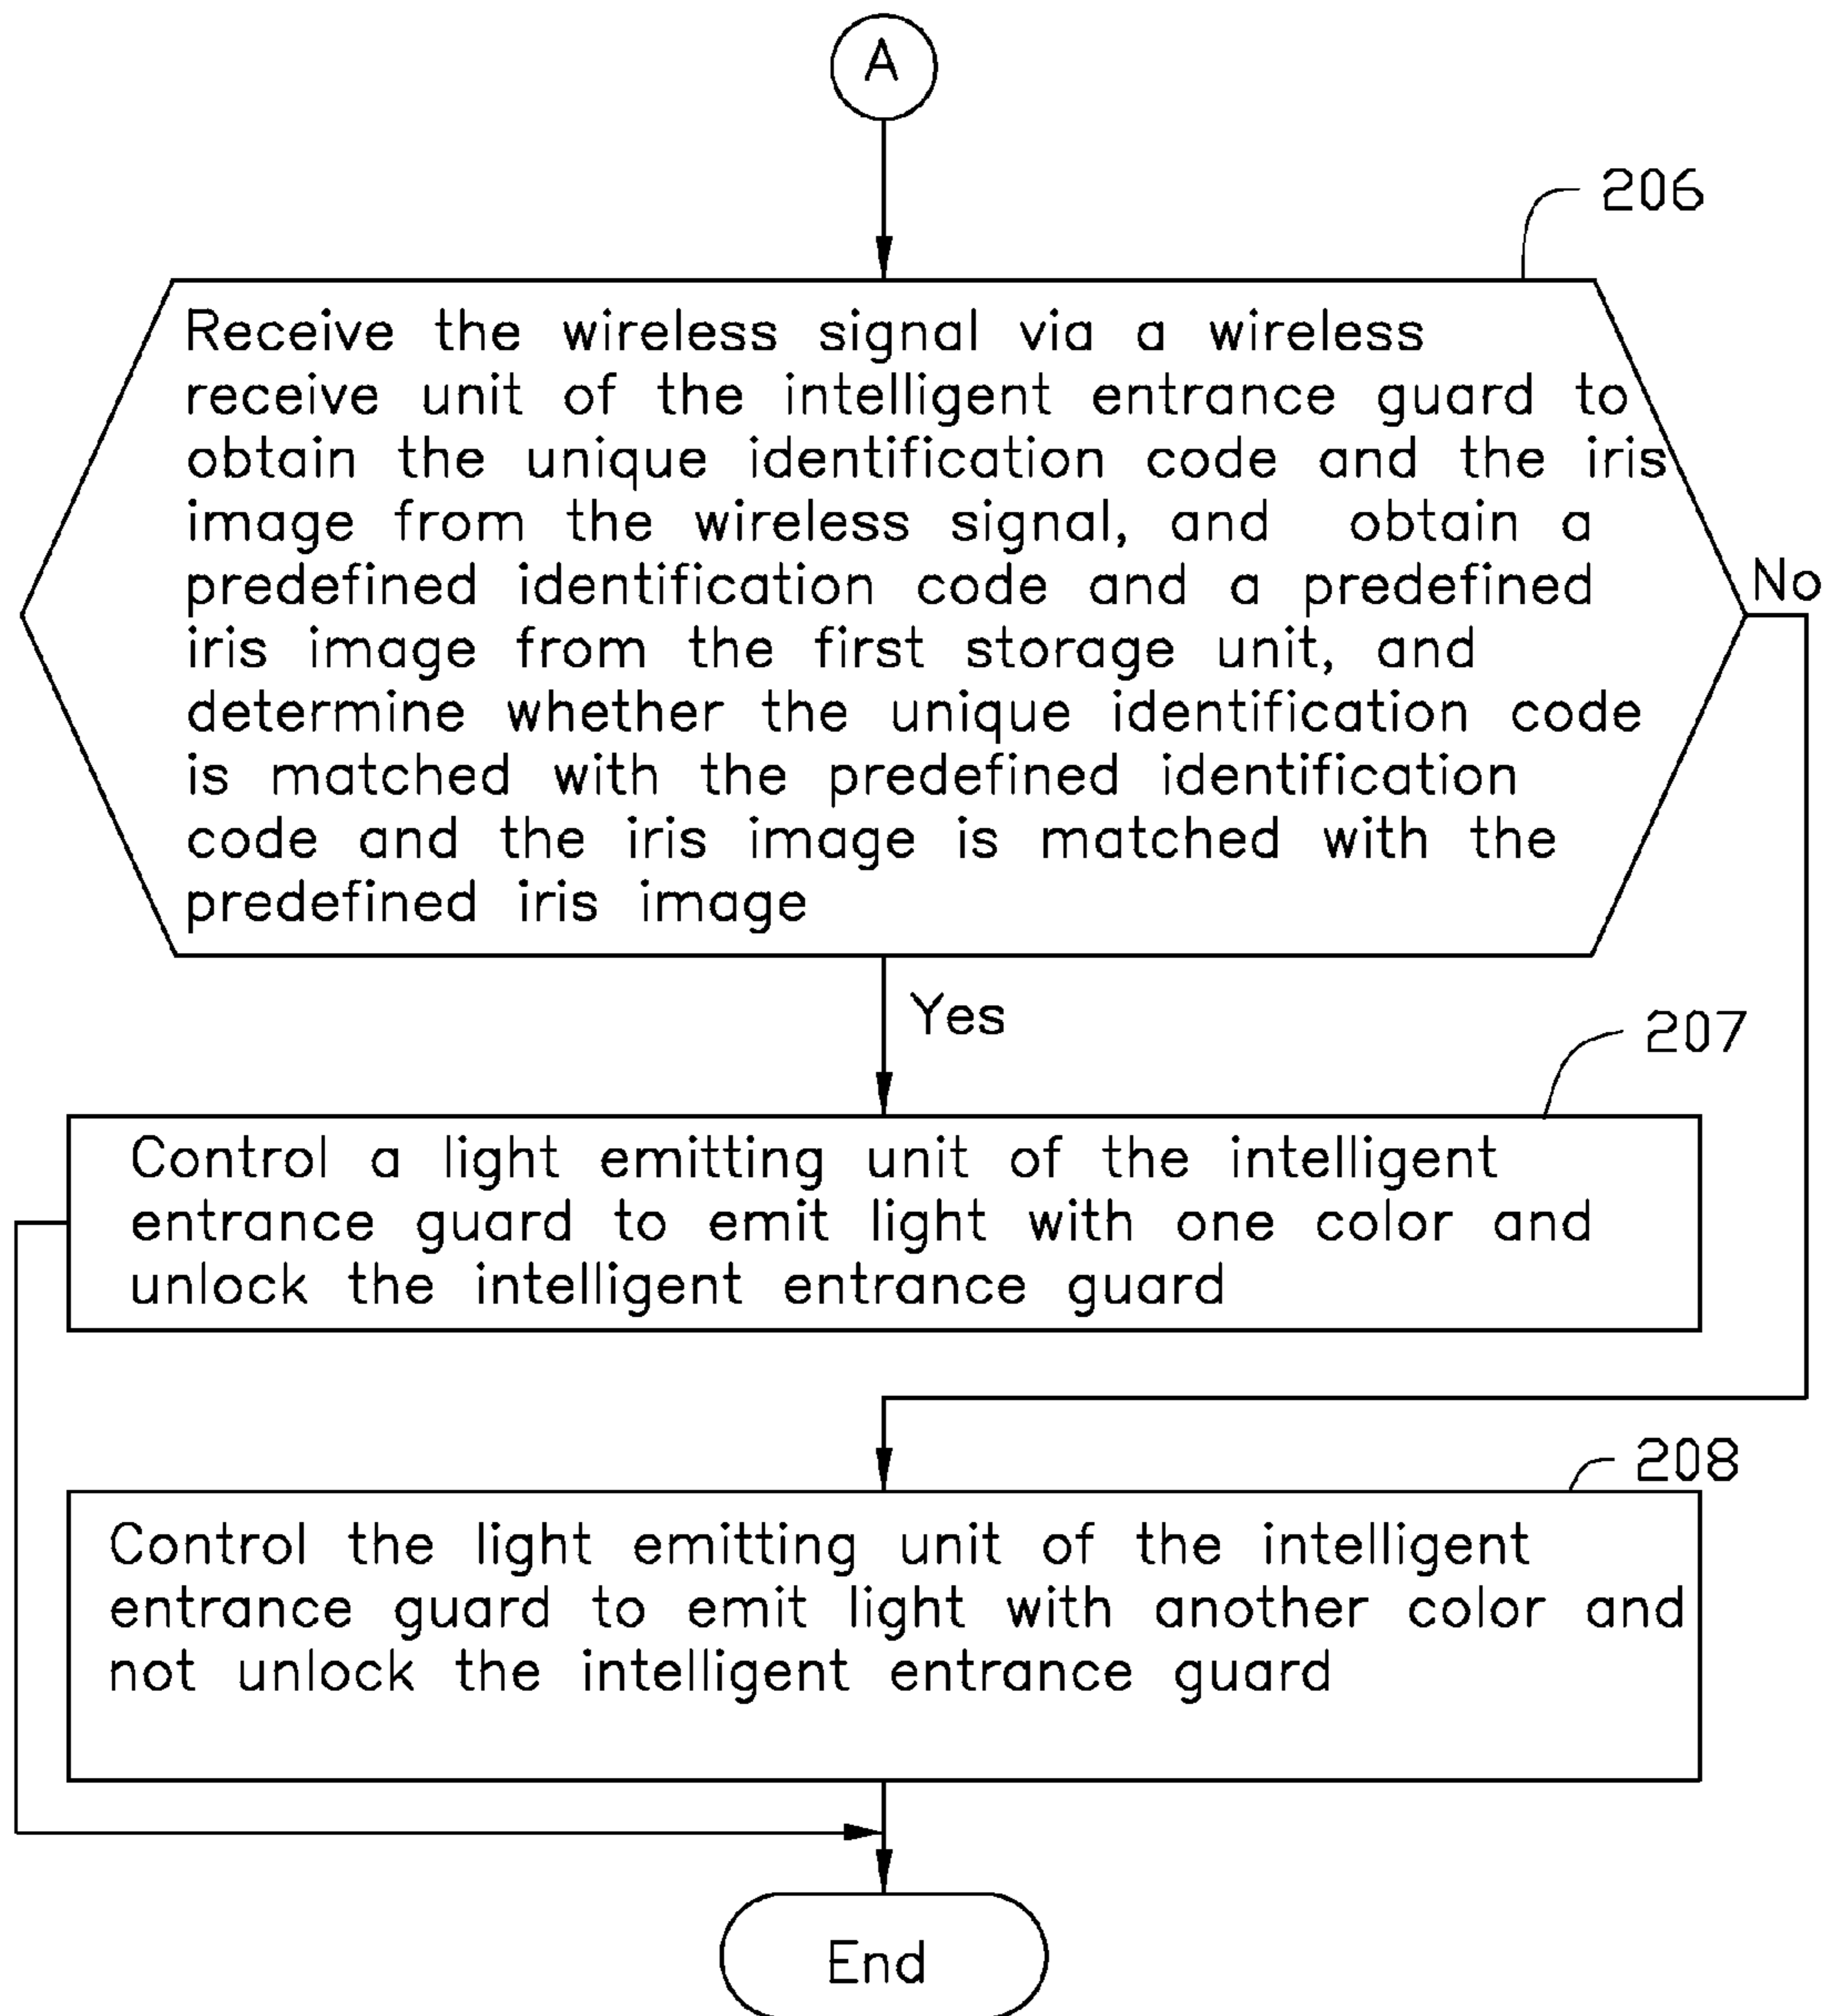 A
206
Receive the wireless signal via a wireless
receive unit of the intelligent entrance guard to
obtain the unique identification code and the iris
image from the wireless signal, and obtain a
predefined identification code and a predefined
iris image from the first storage unit, and
determine whether the unique identification code
is matched with the predefined identification
code and the iris image is matched with the
predefined iris image
No
Yes
207
Control a light emitting unit of the intelligent
entrance guard to emit light with one color and
unlock the intelligent entrance guard
208
Control the light emitting unit of the intelligent
entrance guard to emit light with another color and
not unlock the intelligent entrance guard
End